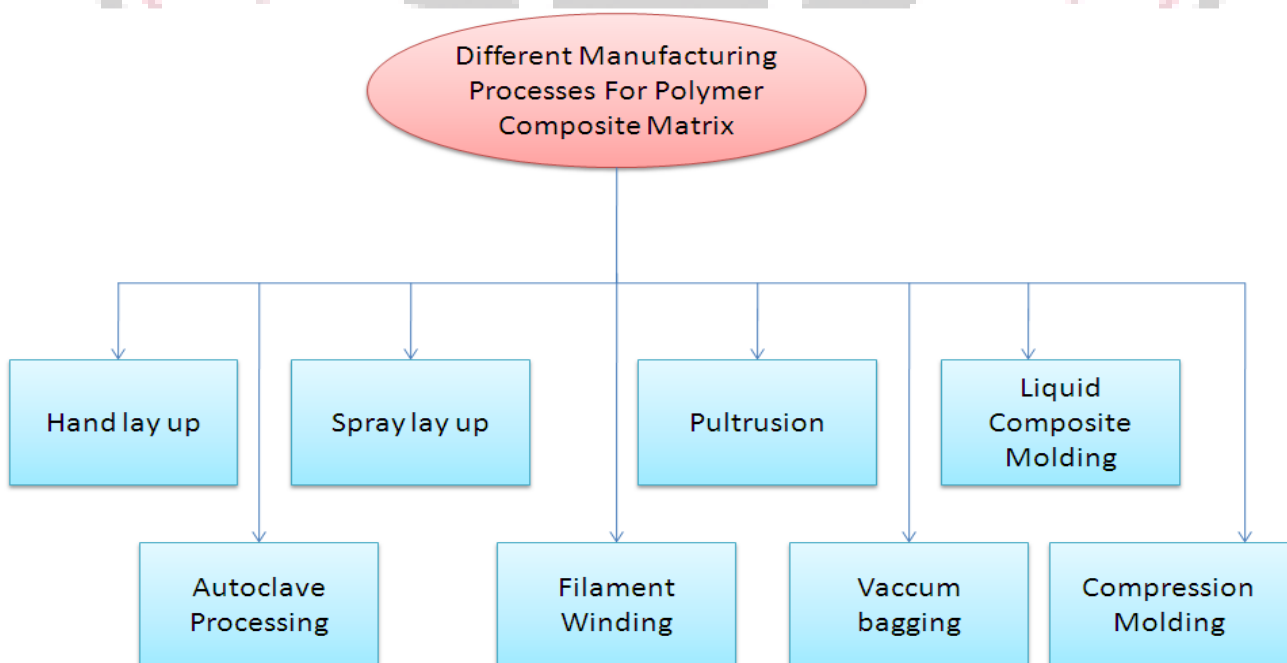 Different Manufacturing
Processes For Polymer
Composite Matrix
Hand lay up
Spray lay up
Pultrusion
Liquid
Composite
Molding
Autoclave
Processing
Filament
Winding
Vaccum
bagging
Compression
Molding